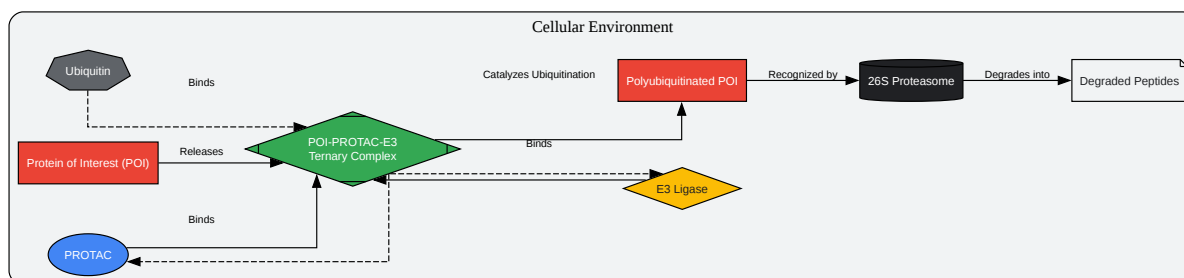 Cellular Environment
Ubiquitin
Binds
Catalyzes Ubiquitination
Polyubiquitinated POI
Recognized by
26S Proteasome
Degrades into
Degraded Peptides
Protein of Interest (POI)
Releases
POI-PROTAC-E3
Ternary Complex
Binds
E3 Ligase
Binds
PROTAC